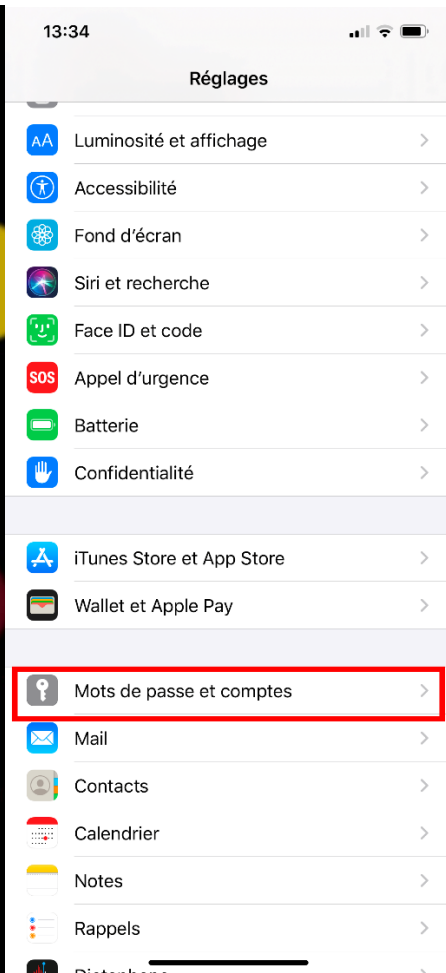 13:34
Réglages
AA Luminosité et affichage
Accessibilité
Fond d'écran
Siri et recherche
Face ID et code
SOS Appel d'urgence
Batterie
Confidentialité
iTunes Store et App Store
Wallet et Apple Pay
Mots de passe et comptes
Mail
Contacts
Calendrier
Notes
Rappels